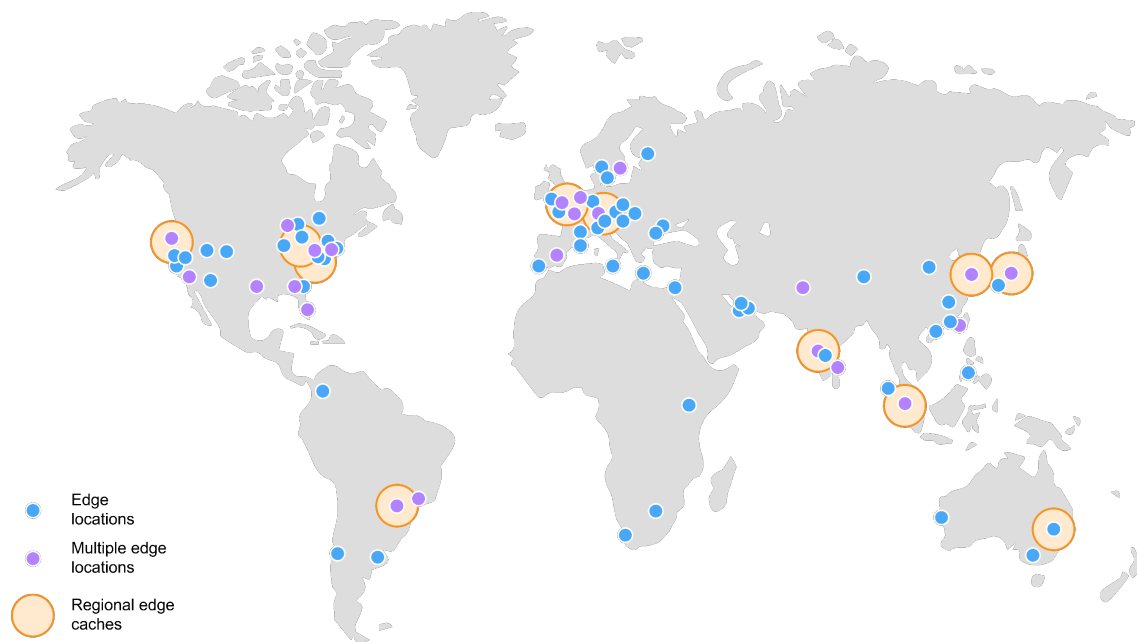 Edge
locations
Multiple edge
locations
Regional edge
caches